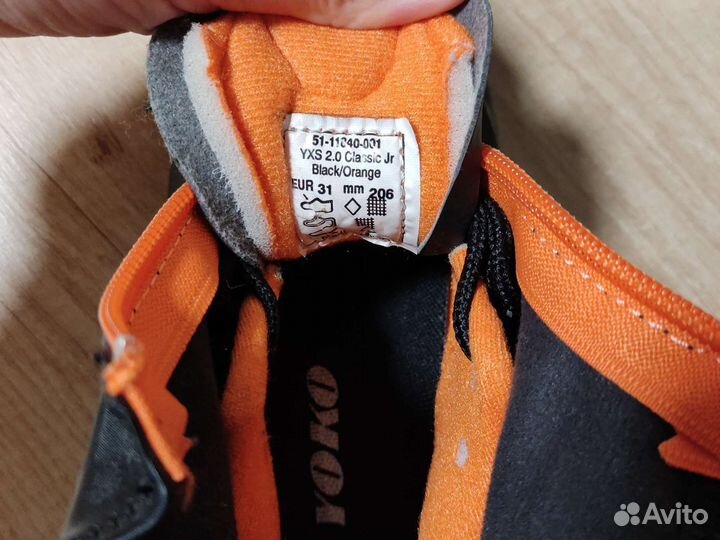 51-11040-001
YXS 2.0 Classic Jr
Black/Orange
EUR 31 mm 206
YOKO
Avito